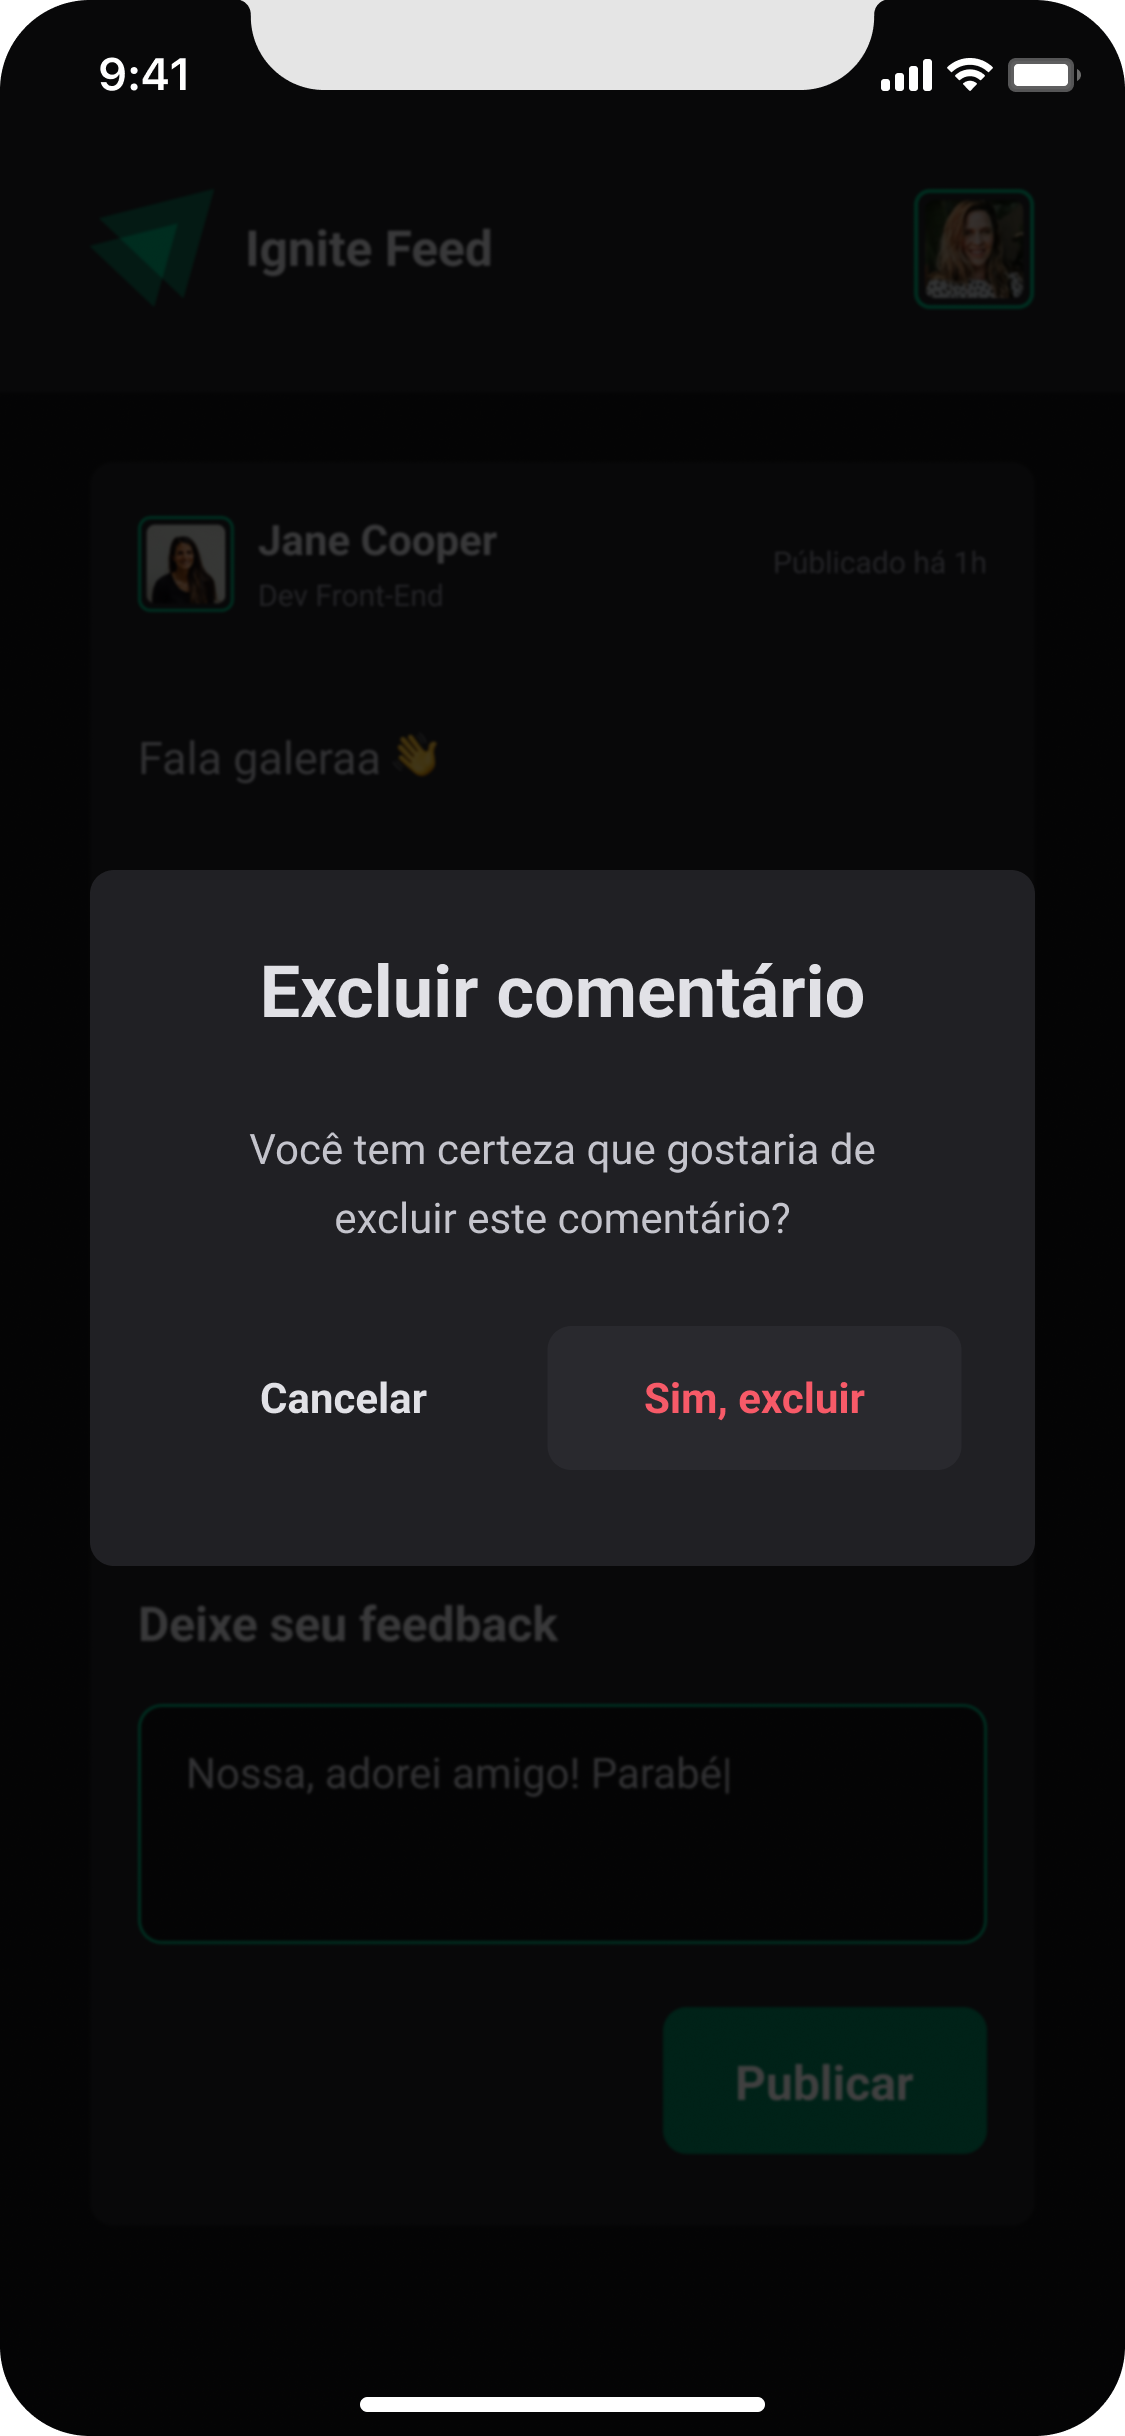 9:41
Ignite Feed
Jane Cooper
Dev Front-End
Públicado há 1h
Fala galeraa 👋
Excluir comentário
Você tem certeza que gostaria de
excluir este comentário?
Cancelar
Sim, excluir
Deixe seu feedback
Nossa, adorei amigo! Parabé|
Publicar